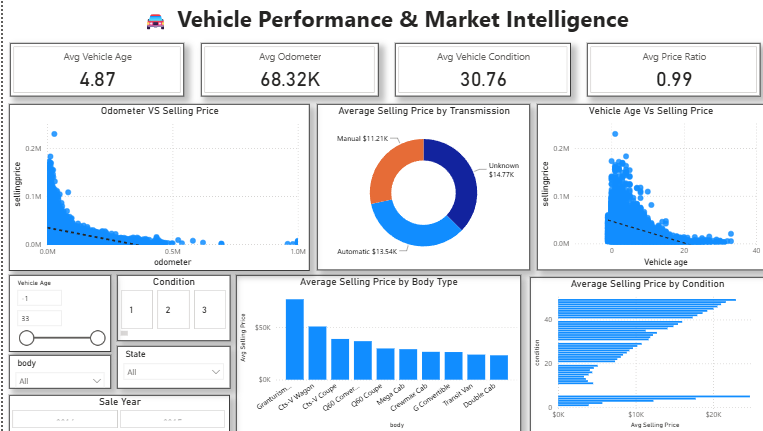 Vehicle Performance & Market Intelligence
Avg Vehicle Age
4.87
Avg Odometer
68.32K
Avg Vehicle Condition
30.76
Avg Price Ratio
0.99
Odometer VS Selling Price
sellingprice
0.2M
0.1M
0.0M
0.0M
0.5M
1.0M
odometer
Average Selling Price by Transmission
Manual $11.21K
Unknown
$14.77K
Automatic $13.54K
Vehicle Age Vs Selling Price
sellingprice
0.2M
0.1M
0.0M
0
20
40
Vehicle age
Vehicle Age
-1
33
Condition
1
2
3
body
All
State
All
Sale Year
Average Selling Price by Body Type
Avg Selling Price
$50K
$0K
Granturism...
Cts-V Wagon
Cts-V Coupe
Q60 Conver...
Q60 Coupe
Mega Cab
Crewmax Cab
G Convertible
Transit Van
Double Cab
body
Average Selling Price by Condition
condition
40
20
0
$0K
$10K
$20K
Avg Selling Price